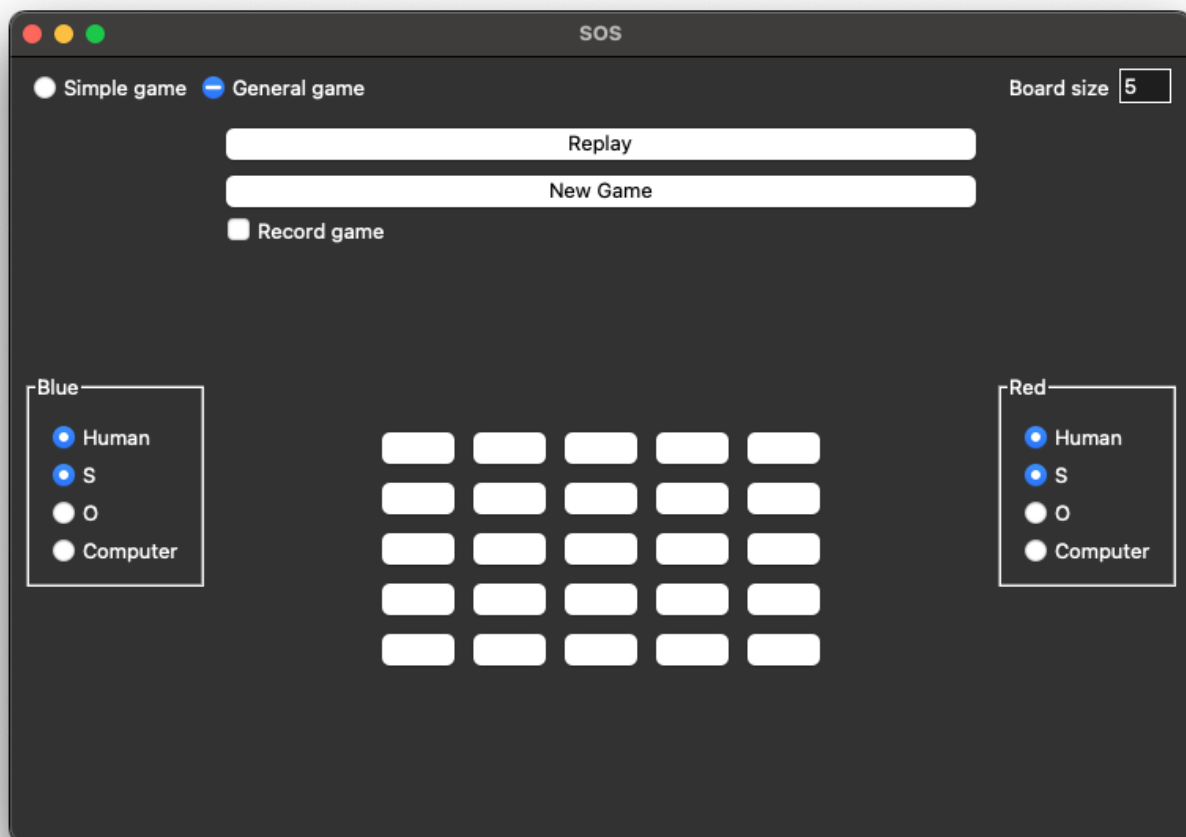 SOS
Simple game General game Board size 5
Replay
New Game
Record game
Blue
Human
S
O
Computer
Red
Human
S
O
Computer